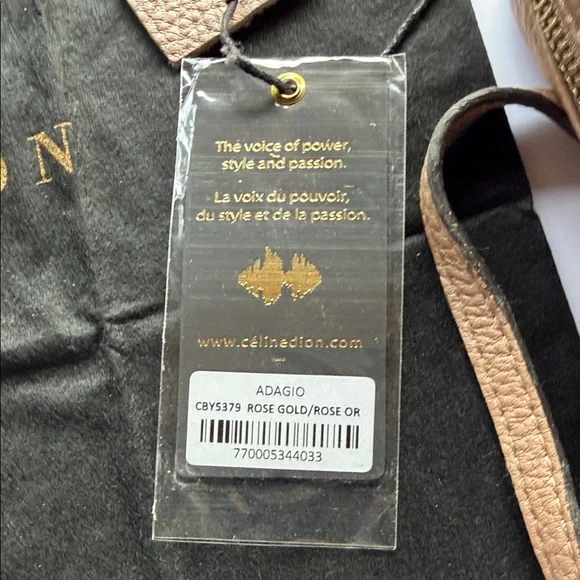 ON
The voice of power,
style and passion.
La voix du pouvoir,
du style et de la passion.
www.célinedion.com
ADAGIO
CBY5379 ROSE GOLD/ROSE OR
770005344033